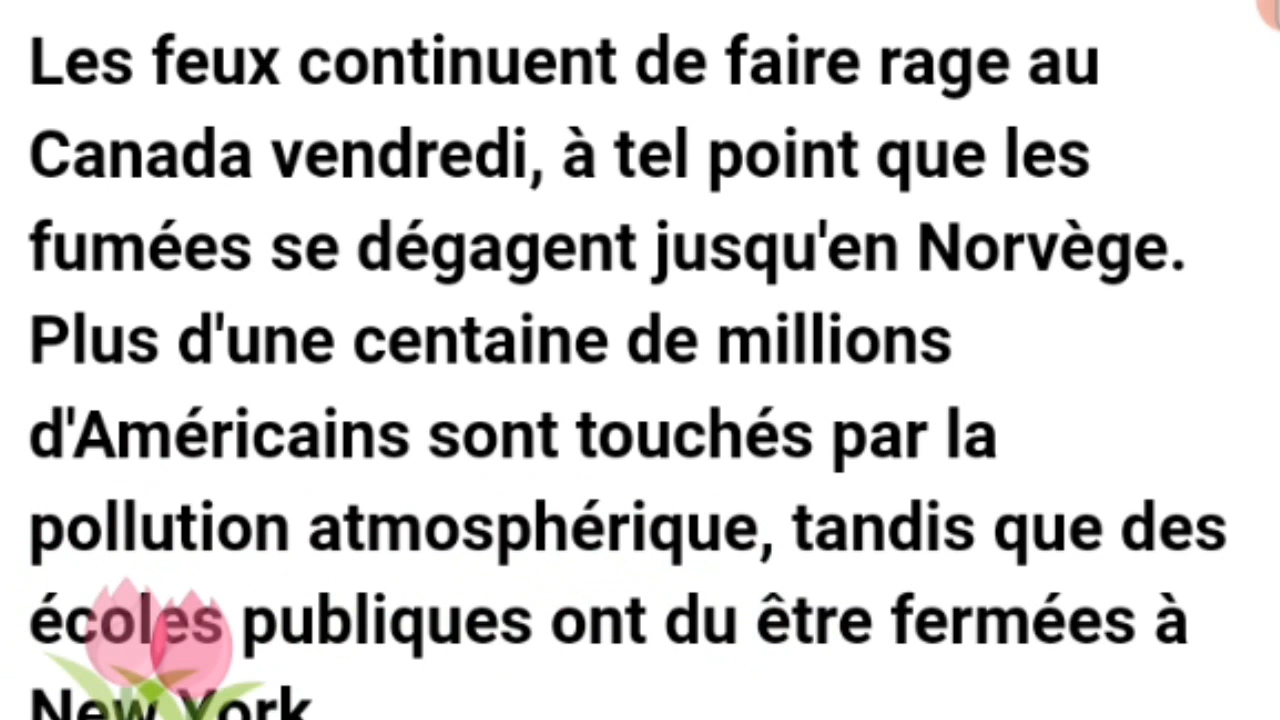 Les feux continuent de faire rage au
Canada vendredi, à tel point que les
fumées se dégagent jusqu'en Norvège.
Plus d'une centaine de millions
d'Américains sont touchés par la
pollution atmosphérique, tandis que des
écoles publiques ont du être fermées à
New York